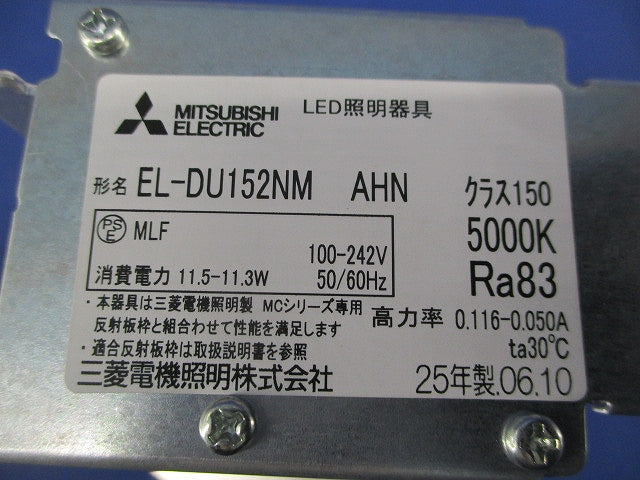 MITSUBISHI ELECTRIC LED照明器具
形名 EL-DU152NM AHN クラス150
PSE MLF 5000K
100-242V
消費電力 11.5-11.3W 50/60Hz Ra83
・本器具は三菱電機照明製 MCシリーズ専用
反射板枠と組合わせて性能を満足します 高力率 0.116-0.050A
・適合反射板枠は取扱説明書を参照 ta30℃
三菱電機照明株式会社 25年製.06.10